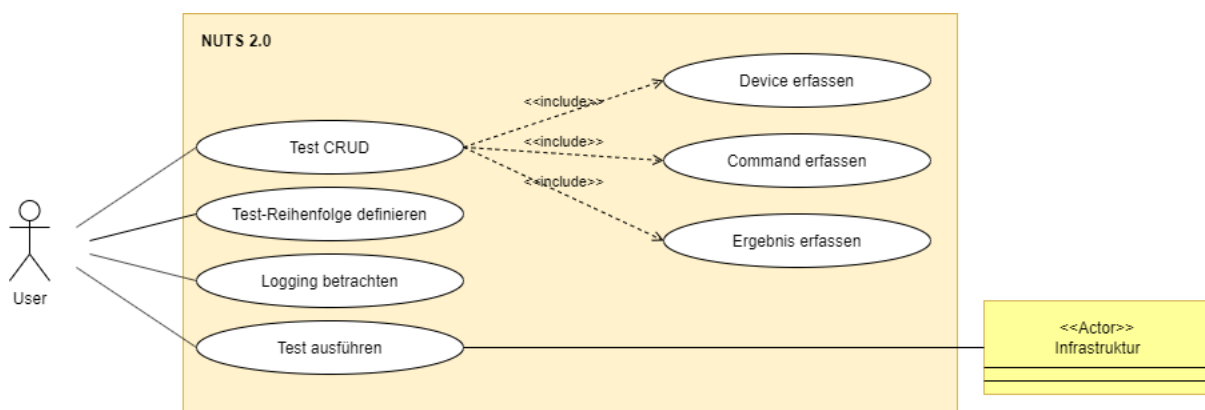 NUTS 2.0
Device erfassen
<<include>>
Test CRUD
<<include>>
Command erfassen
<<include>>
Test-Reihenfolge definieren
Ergebnis erfassen
Logging betrachten
User
Test ausführen
<<Actor>>
Infrastruktur